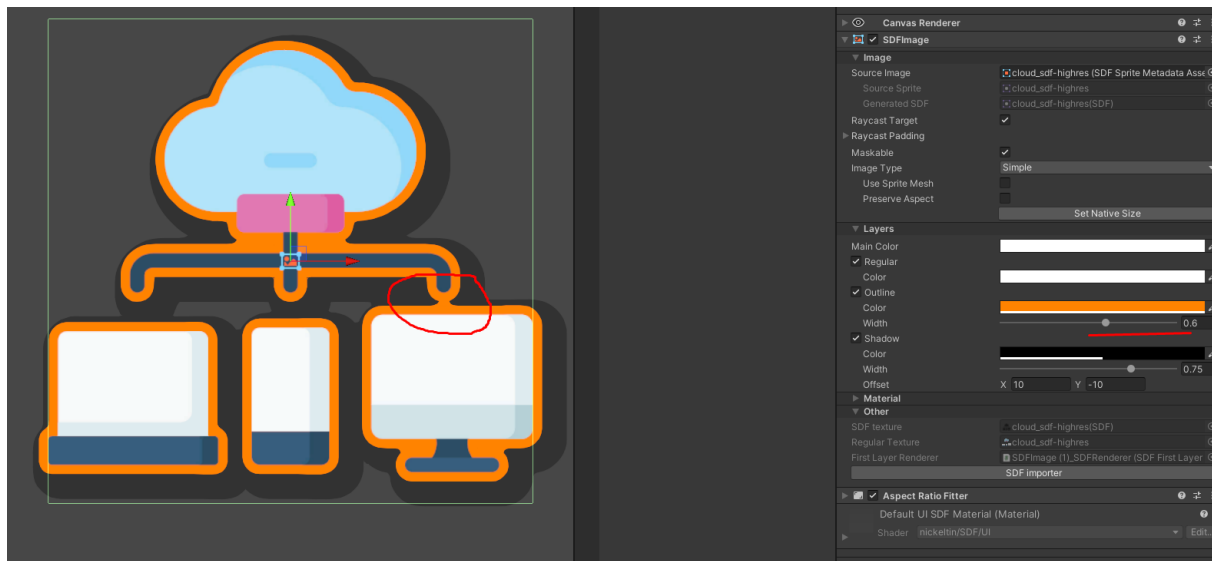 Canvas Renderer
SDFImage
Image
Source Image cloud_sdf-highres (SDF Sprite Metadata Asse
Source Sprite cloud_sdf-highres
Generated SDF cloud_sdf-highres(SDF)
Raycast Target
Raycast Padding
Maskable
Image Type Simple
Use Sprite Mesh
Preserve Aspect
Set Native Size
Layers
Main Color
Regular
Color
Outline
Color
Width 0.6
Shadow
Color
Width 0.75
Offset X 10 Y -10
Material
Other
SDF texture cloud_sdf-highres(SDF)
Regular Texture cloud_sdf-highres
First Layer Renderer SDFImage (1)_SDFRenderer (SDF First Layer
SDF importer
Aspect Ratio Fitter
Default UI SDF Material (Material)
Shader nickeltin/SDF/UI Edit...